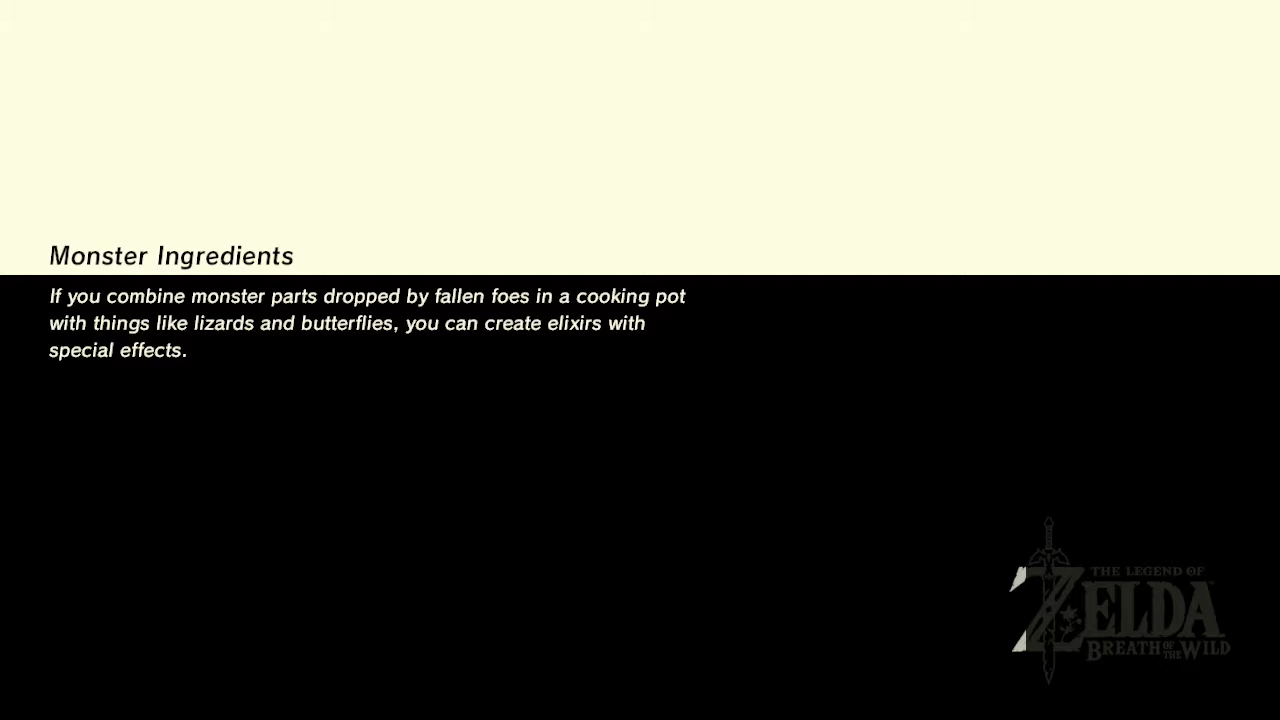 Monster Ingredients
If you combine monster parts dropped by fallen foes in a cooking pot
with things like lizards and butterflies, you can create elixirs with
special effects.
THE LEGEND OF
ZELDA
BREATH OF THE WILD